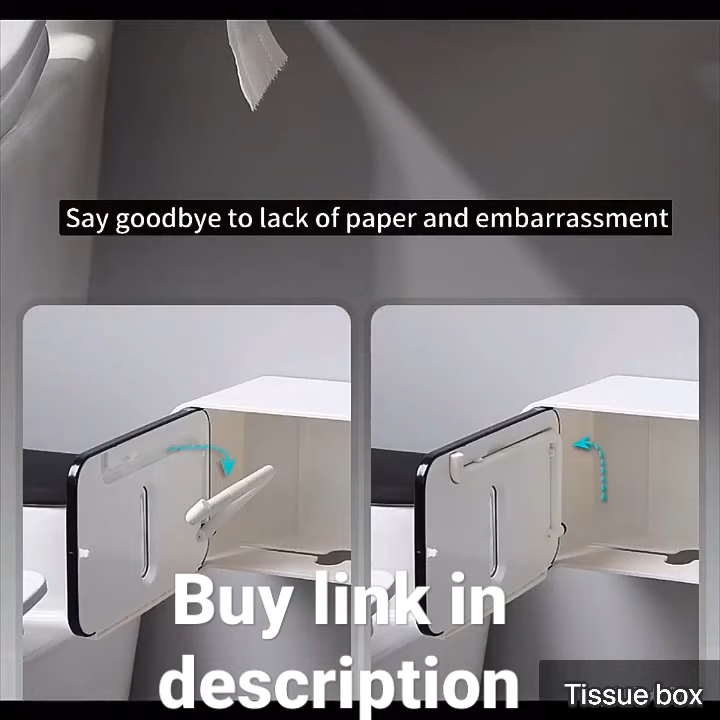 Say goodbye to lack of paper and embarrassment
Buy link in
description
Tissue box